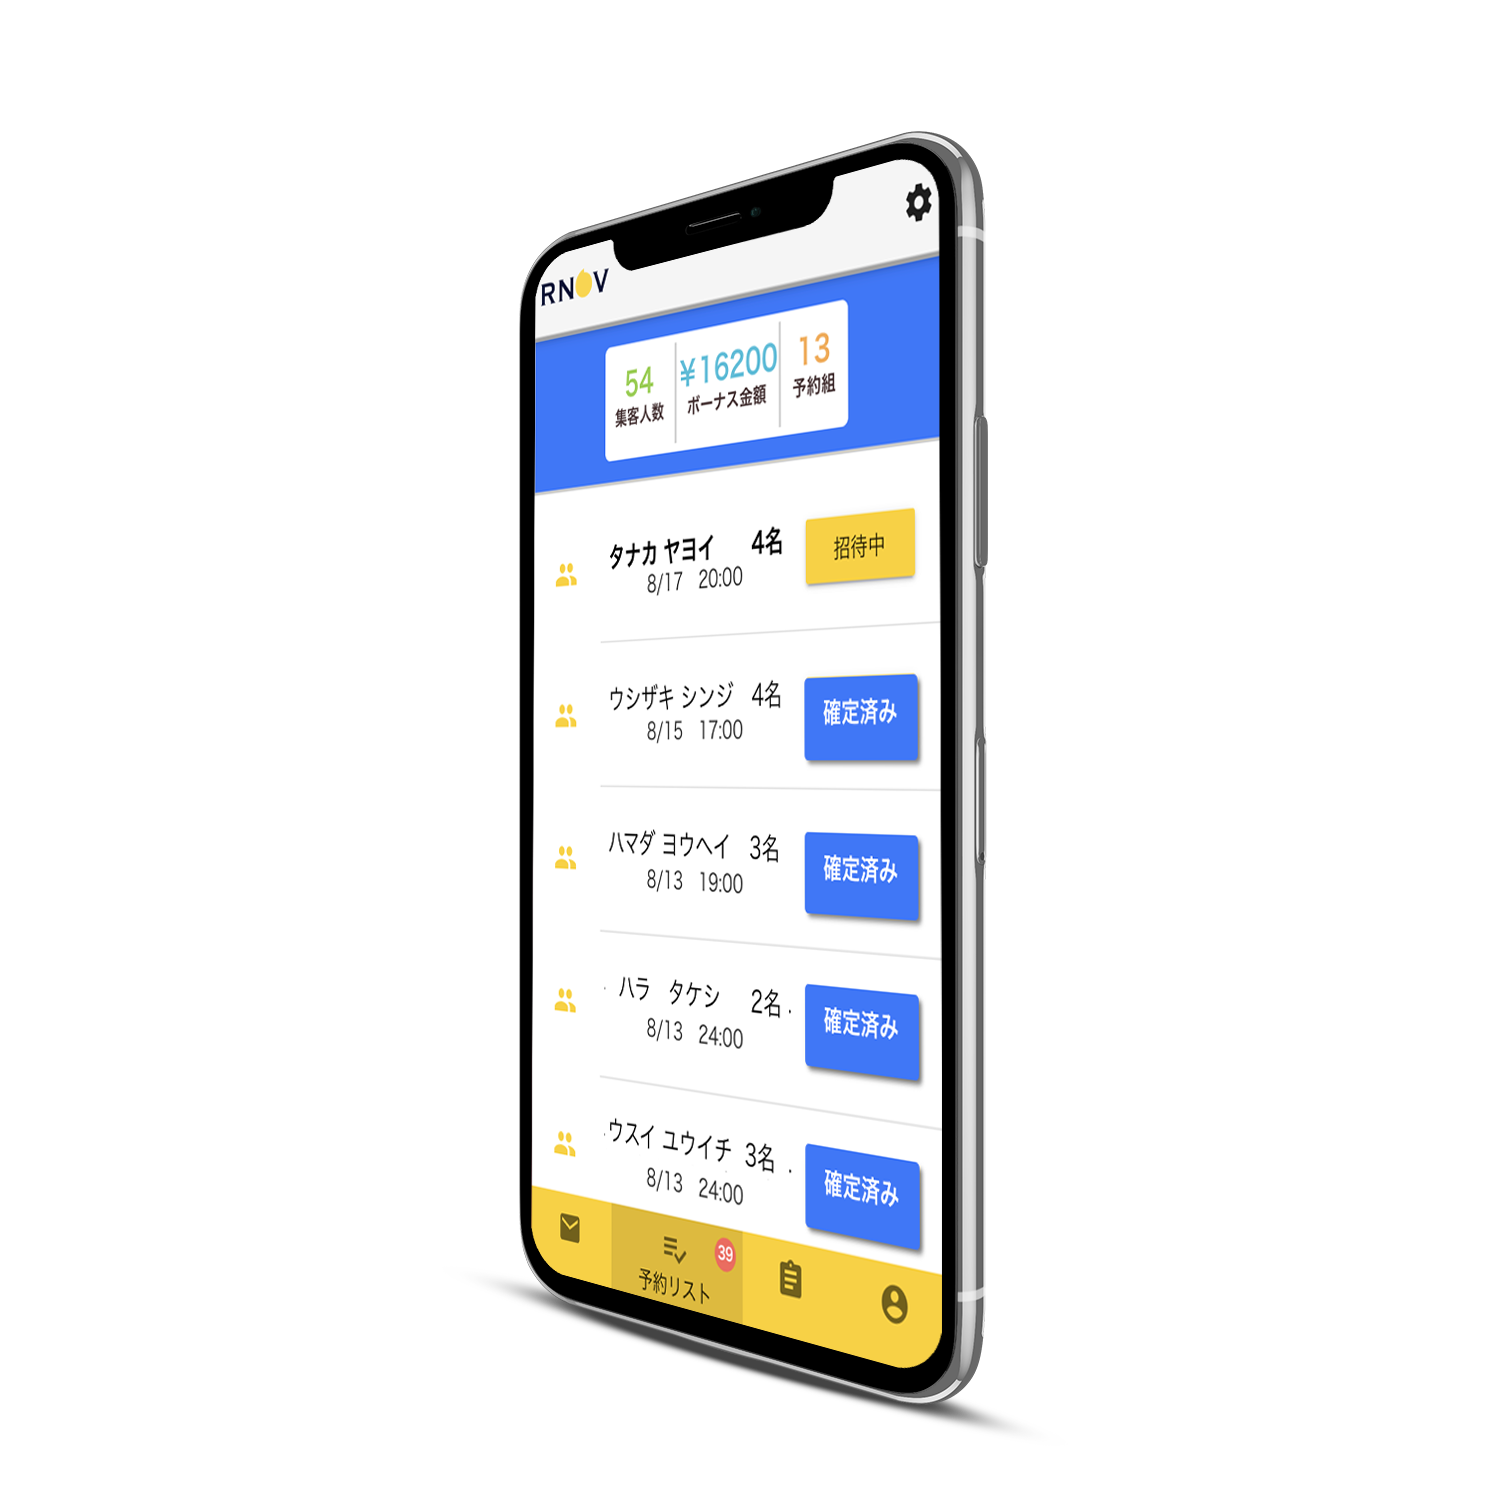 RNOV
54 ¥16200 13
集客人数 ボーナス金額 予約組
タナカ ヤヨイ 4名
8/17 20:00
招待中
ウシザキ シンジ 4名
8/15 17:00
確定済み
ハマダ ヨウヘイ 3名
8/13 19:00
確定済み
ハラ タケシ 2名
8/13 24:00
確定済み
ウスイ ユウイチ 3名
8/13 24:00
確定済み
39
予約リスト